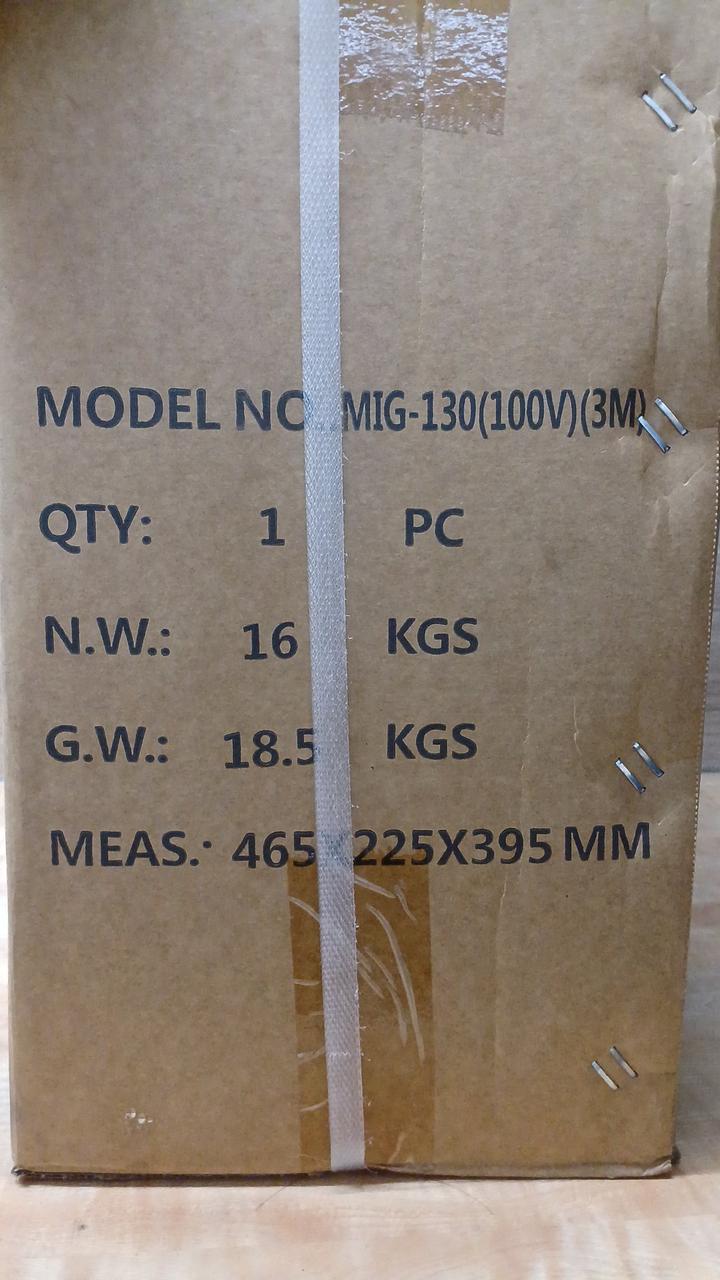 MODEL NO.: MIG-130(100V)(3M)
QTY: 1 PC
N.W.: 16 KGS
G.W.: 18.5 KGS
MEAS.: 465X225X395 MM